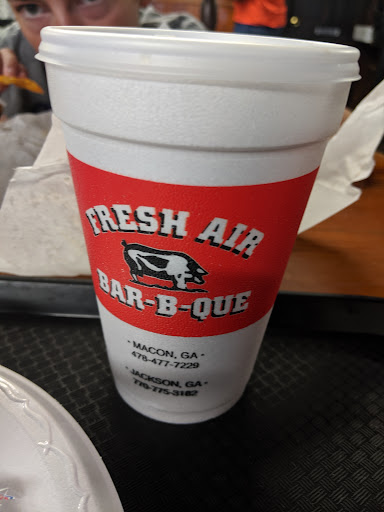 FRESH AIR
BAR-B-QUE
· MACON, GA ·
478-477-7229
· JACKSON, GA ·
770-775-3182